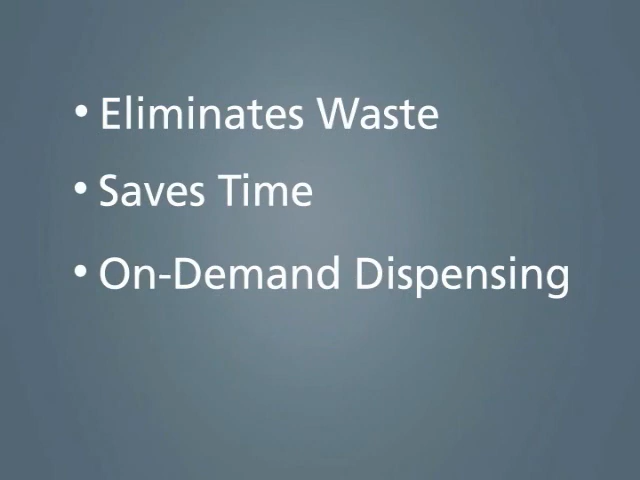 • Eliminates Waste
• Saves Time
• On-Demand Dispensing